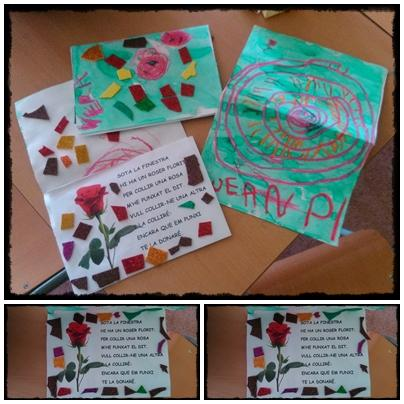 JEAN P
SOTA LA FINESTRA
HI HA UN ROSER FLORIT:
PER COLLIR UNA ROSA
M'HE PUNXAT EL DIT.
VULL COLLIR-NE UNA ALTRA
LA COLLIRÉ:
ENCARA QUE EM PUNXI
TE LA DONARÉ.
SOTA LA FINESTRA
HI HA UN ROSER FLORIT:
PER COLLIR UNA ROSA
M'HE PUNXAT EL DIT.
VULL COLLIR-NE UNA ALTRA
LA COLLIRÉ:
ENCARA QUE EM PUNXI
TE LA DONARÉ.
SOTA LA FINESTRA
HI HA UN ROSER FLORIT:
PER COLLIR UNA ROSA
M'HE PUNXAT EL DIT.
VULL COLLIR-NE UNA ALTRA
LA COLLIRÉ:
ENCARA QUE EM PUNXI
TE LA DONARÉ.